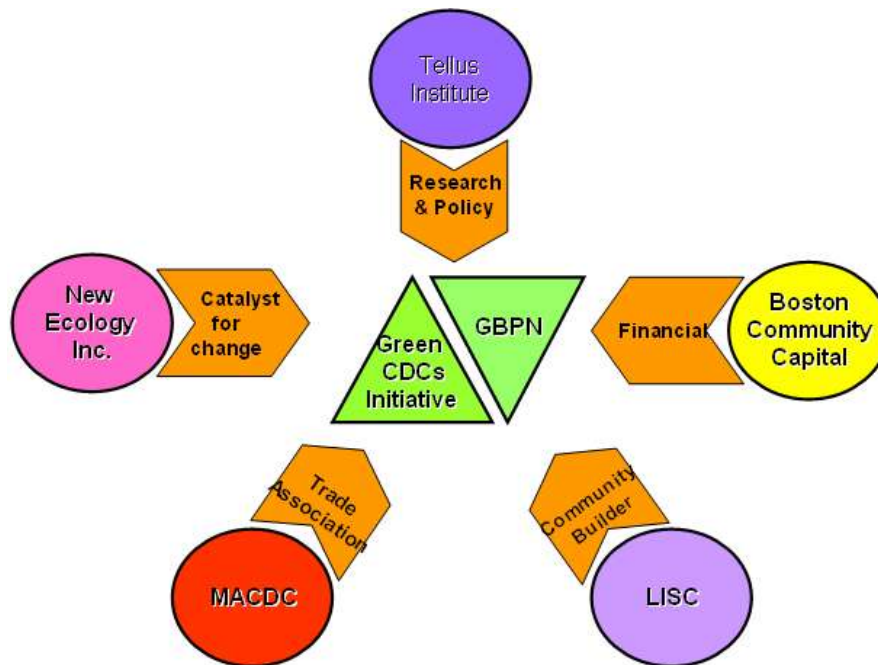 Tellus
Institute
Research
& Policy
New
Ecology
Inc.
Catalyst
for
change
Green
CDCs
Initiative
GBPN
Financial
Boston
Community
Capital
Trade
Association
Community
Builder
MACDC
LISC